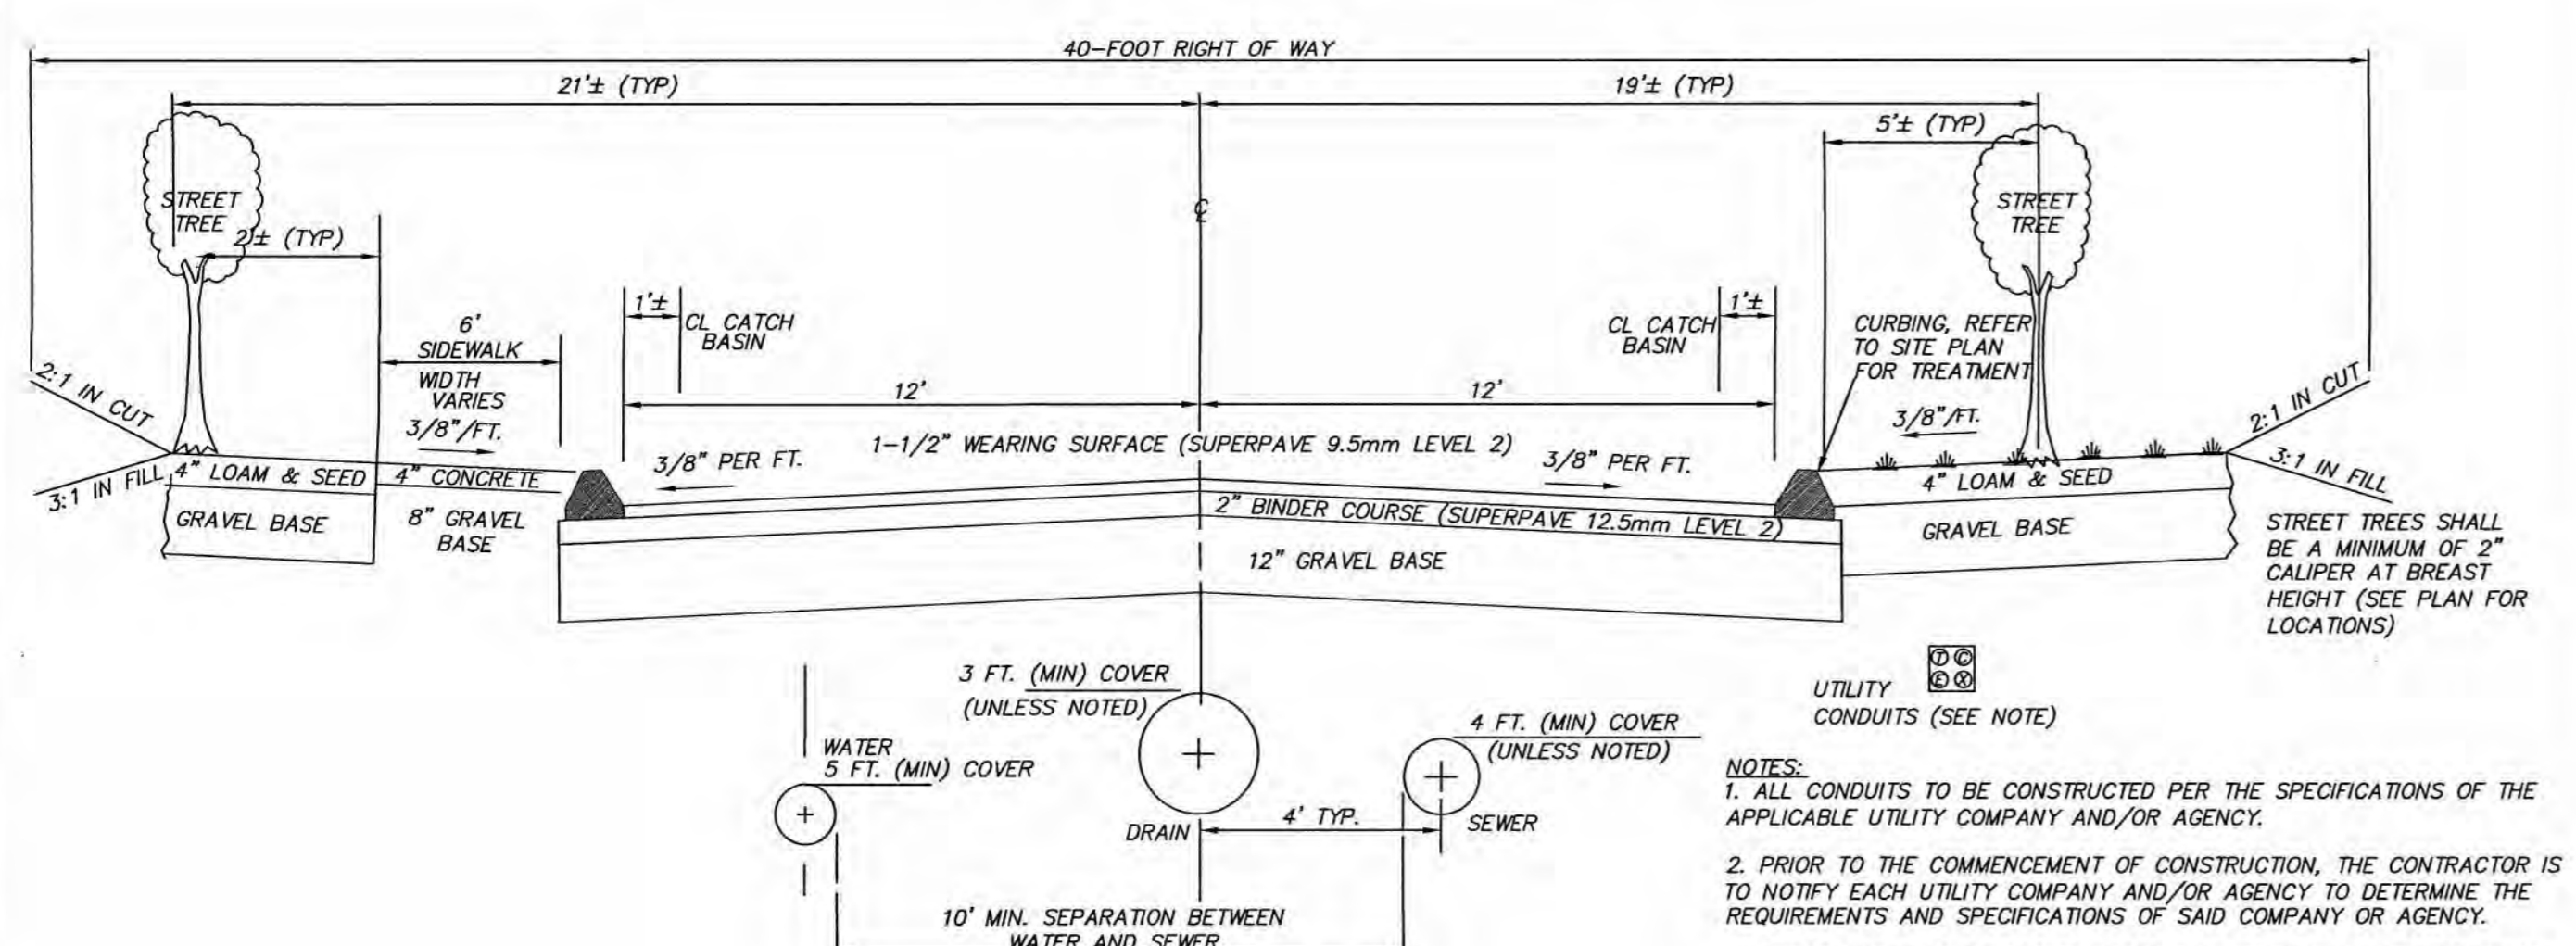 40-FOOT RIGHT OF WAY
21'± (TYP)
19'± (TYP)
5'± (TYP)
STREET
TREE
2'± (TYP)
℄
STREET
TREE
1'±
CL CATCH
BASIN
1'±
CL CATCH
BASIN
CURBING, REFER
TO SITE PLAN
FOR TREATMENT
6'
SIDEWALK
WIDTH
VARIES
3/8"/FT.
12'
12'
3/8"/FT.
2:1 IN CUT
3:1 IN FILL
2:1 IN CUT
3:1 IN FILL
1-1/2" WEARING SURFACE (SUPERPAVE 9.5mm LEVEL 2)
3/8" PER FT.
3/8" PER FT.
4" LOAM & SEED
4" CONCRETE
4" LOAM & SEED
GRAVEL BASE
8" GRAVEL
BASE
2" BINDER COURSE (SUPERPAVE 12.5mm LEVEL 2)
12" GRAVEL BASE
GRAVEL BASE
STREET TREES SHALL
BE A MINIMUM OF 2"
CALIPER AT BREAST
HEIGHT (SEE PLAN FOR
LOCATIONS)
3 FT. (MIN) COVER
(UNLESS NOTED)
T C
E X
UTILITY
CONDUITS (SEE NOTE)
4 FT. (MIN) COVER
(UNLESS NOTED)
WATER
5 FT. (MIN) COVER
DRAIN
4' TYP.
SEWER
10' MIN. SEPARATION BETWEEN
WATER AND SEWER
NOTES:
1. ALL CONDUITS TO BE CONSTRUCTED PER THE SPECIFICATIONS OF THE
APPLICABLE UTILITY COMPANY AND/OR AGENCY.
2. PRIOR TO THE COMMENCEMENT OF CONSTRUCTION, THE CONTRACTOR IS
TO NOTIFY EACH UTILITY COMPANY AND/OR AGENCY TO DETERMINE THE
REQUIREMENTS AND SPECIFICATIONS OF SAID COMPANY OR AGENCY.